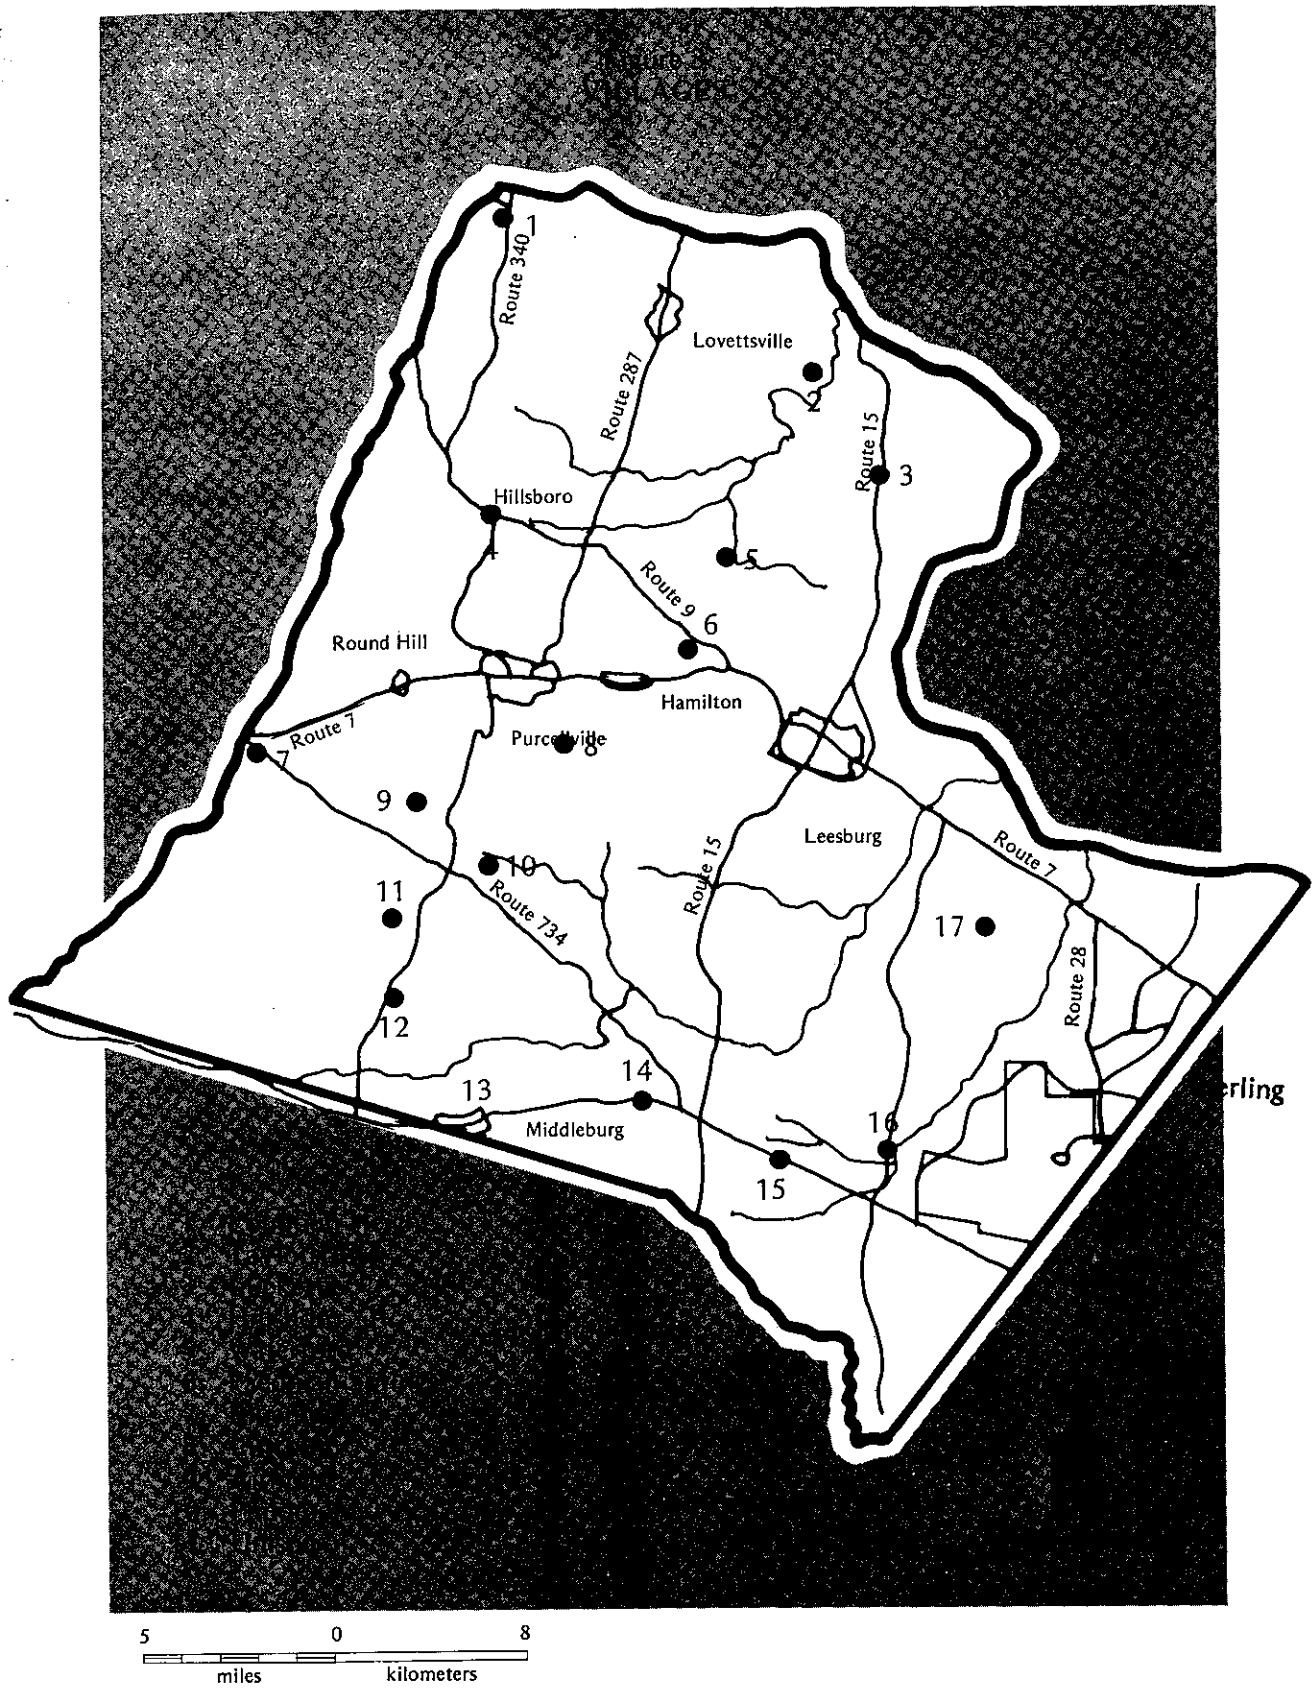 Figure
VILLAGES
1
Route 340
Lovettsville
Route 287
2
Route 15
3
Hillsboro
4
5
Route 9
6
Round Hill
Hamilton
Route 7
7
Purcellville
8
9
Leesburg
Route 15
Route 7
10
Route 734
11
17
Route 28
12
13
14
erling
Middleburg
16
15
5 0 8
miles kilometers